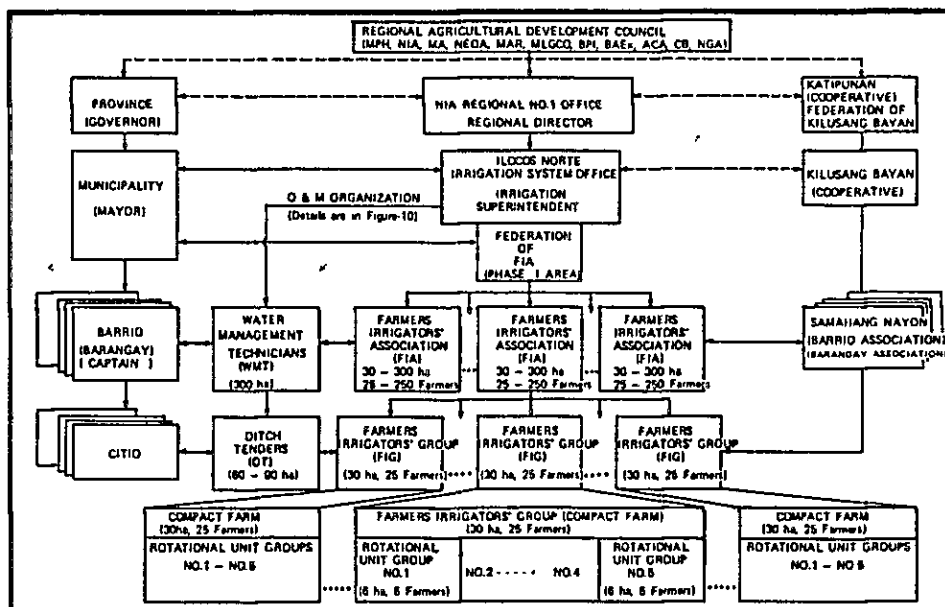 REGIONAL AGRICULTURAL DEVELOPMENT COUNCIL
(MPH, NIA, MA, NEDA, MAR, MLGCD, BPI, BAEx, ACA, CB, NGA)
PROVINCE
(GOVERNOR)
NIA REGIONAL NO.1 OFFICE
REGIONAL DIRECTOR
KATIPUNAN
(COOPERATIVE)
FEDERATION OF
KILUSANG BAYAN
MUNICIPALITY
(MAYOR)
ILOCOS NORTE
IRRIGATION SYSTEM OFFICE
IRRIGATION
SUPERINTENDENT
KILUSANG BAYAN
(COOPERATIVE)
O & M ORGANIZATION
(Details are in Figure-10)
FEDERATION
OF
FIA
(PHASE I AREA)
BARRIO
(BARANGAY)
(CAPTAIN)
WATER
MANAGEMENT
TECHNICIANS
(WMT)
(300 ha)
FARMERS
IRRIGATORS'
ASSOCIATION
(FIA)
30 – 300 ha
25 – 250 Farmers
FARMERS
IRRIGATORS'
ASSOCIATION
(FIA)
30 – 300 ha
25 – 250 Farmers
FARMERS
IRRIGATORS'
ASSOCIATION
(FIA)
30 – 300 ha
25 – 250 Farmers
SAMAHANG NAYON
(BARRIO ASSOCIATION)
(BARANGAY ASSOCIATION)
CITIO
DITCH
TENDERS
(DT)
(60 – 90 ha)
FARMERS
IRRIGATORS' GROUP
(FIG)
(30 ha, 25 Farmers)
FARMERS
IRRIGATORS' GROUP
(FIG)
(30 ha, 25 Farmers)
FARMERS
IRRIGATORS' GROUP
(FIG)
(30 ha, 25 Farmers)
COMPACT FARM
(30ha, 25 Farmers)
ROTATIONAL UNIT GROUPS
NO.1 – NO.5
FARMERS IRRIGATORS' GROUP (COMPACT FARM)
(30 ha, 25 Farmers)
ROTATIONAL
UNIT GROUP
NO.1
(6 ha, 5 Farmers)
NO.2 ----- NO.4
ROTATIONAL
UNIT GROUP
NO.5
(6 ha, 5 Farmers)
COMPACT FARM
(30 ha, 25 Farmers)
ROTATIONAL UNIT GROUPS
NO.1 – NO.5